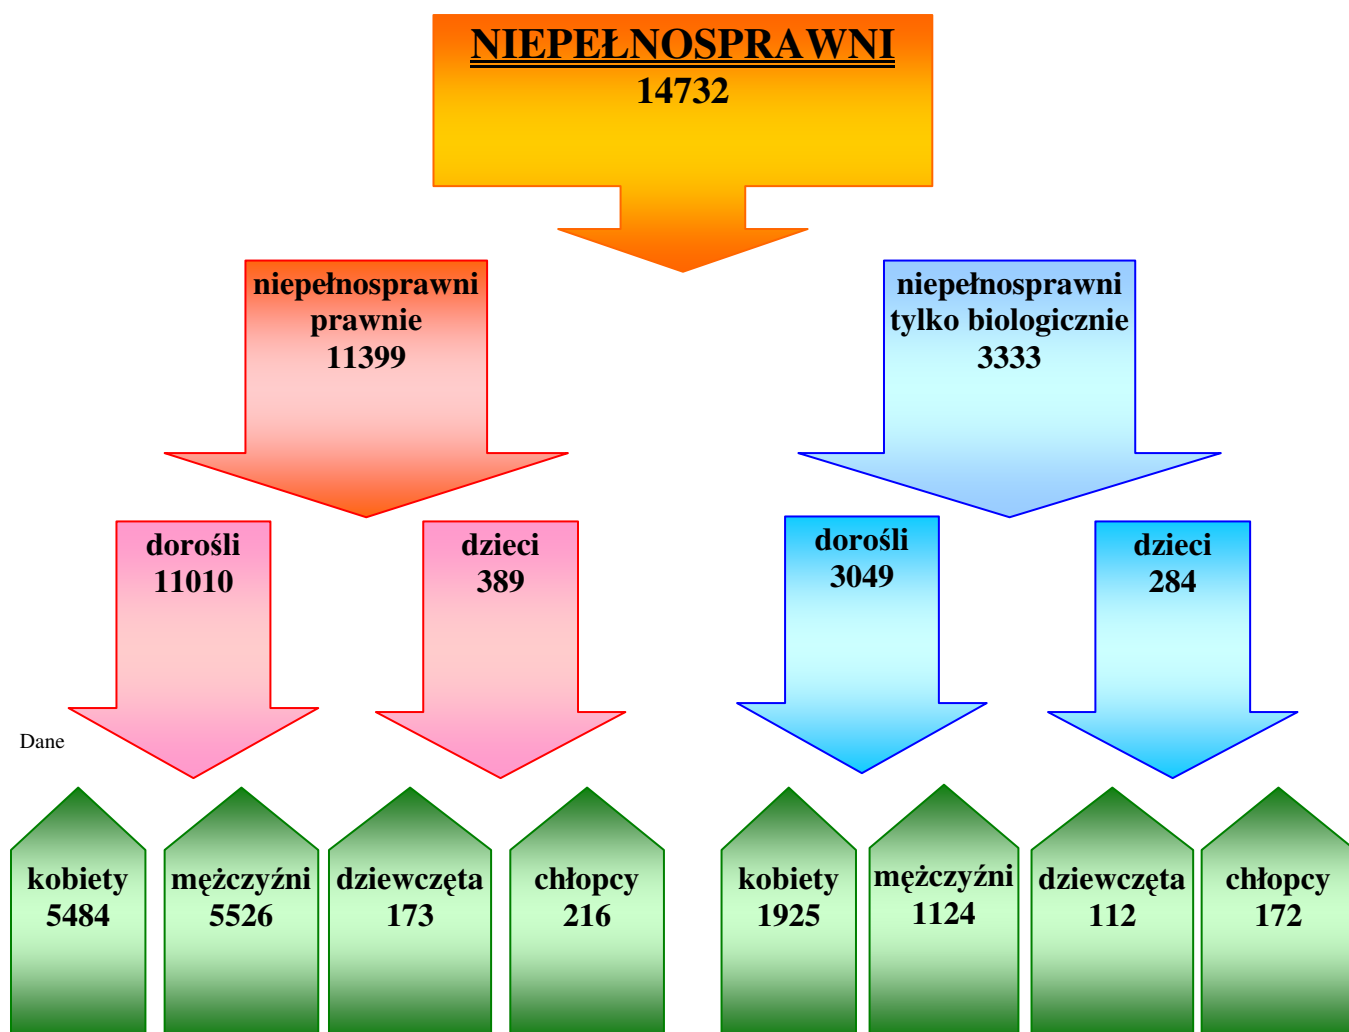 NIEPEŁNOSPRAWNI
14732
niepełnosprawni
prawnie
11399
niepełnosprawni
tylko biologicznie
3333
dorośli
11010
dzieci
389
dorośli
3049
dzieci
284
Dane
kobiety
5484
mężczyźni
5526
dziewczęta
173
chłopcy
216
kobiety
1925
mężczyźni
1124
dziewczęta
112
chłopcy
172